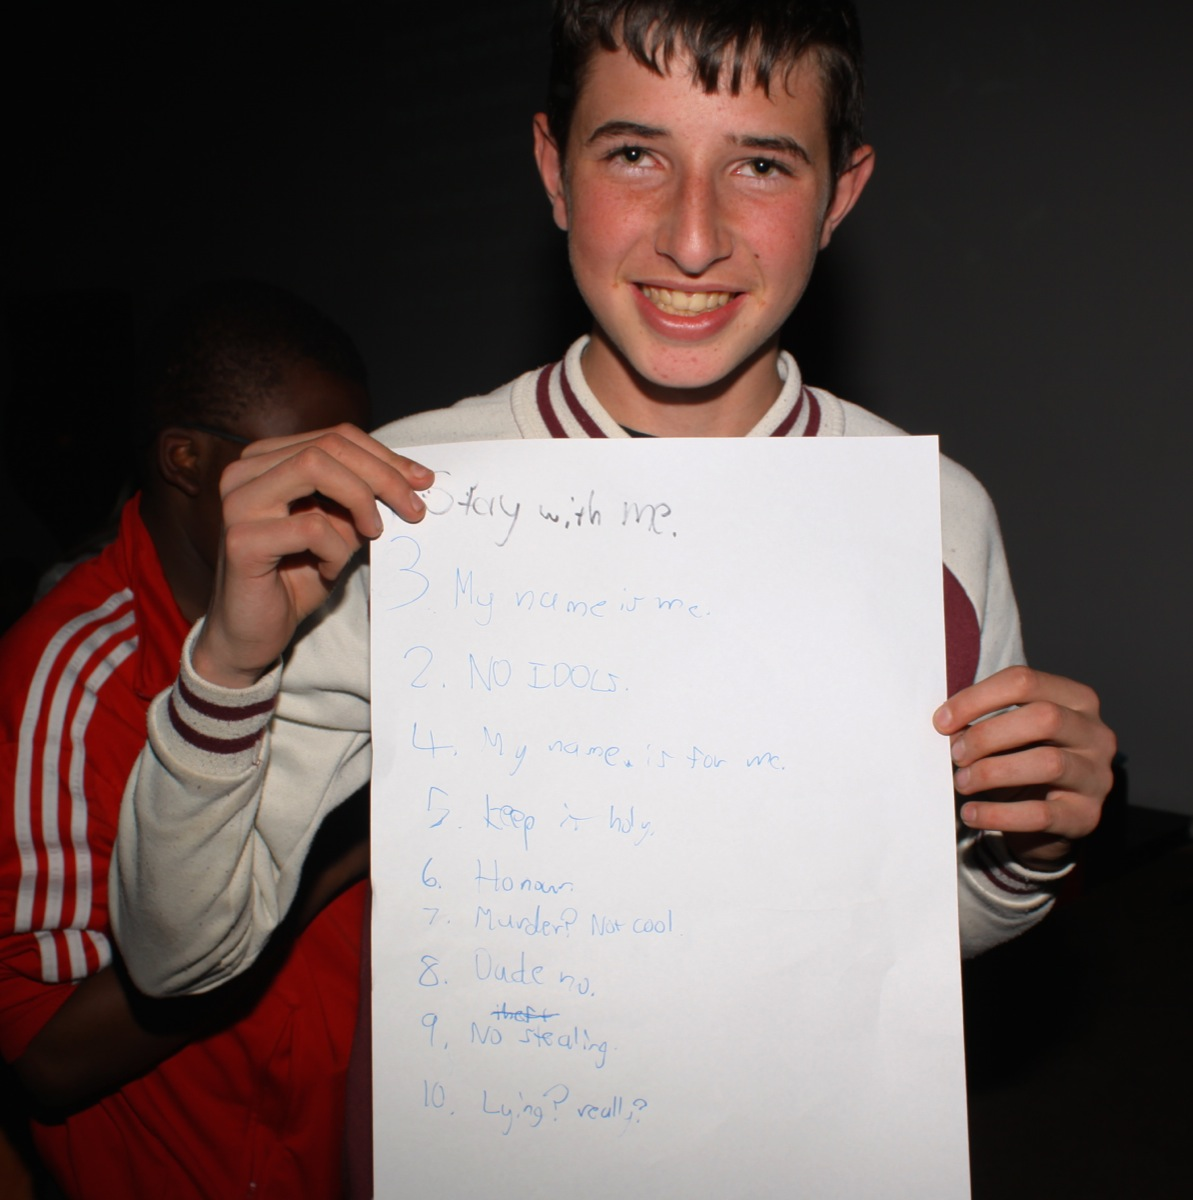 Stay with me.
3. My name is me.
2. NO IDOLS.
4. My name. is for me.
5. keep it holy.
6. Honour.
7. Murder? Not cool
8. Dude no.
theft
9. No stealing.
10. Lying? really?